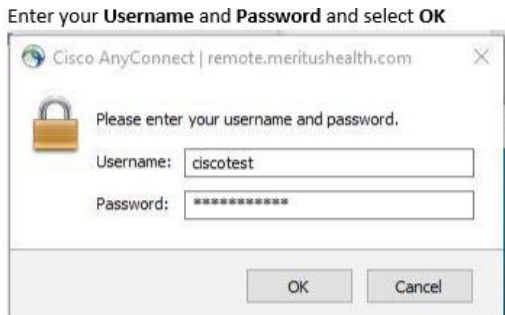 Enter your Username and Password and select OK
Cisco AnyConnect | remote.meritushealth.com
Please enter your username and password.
Username: ciscotest
Password: ***********
OK Cancel